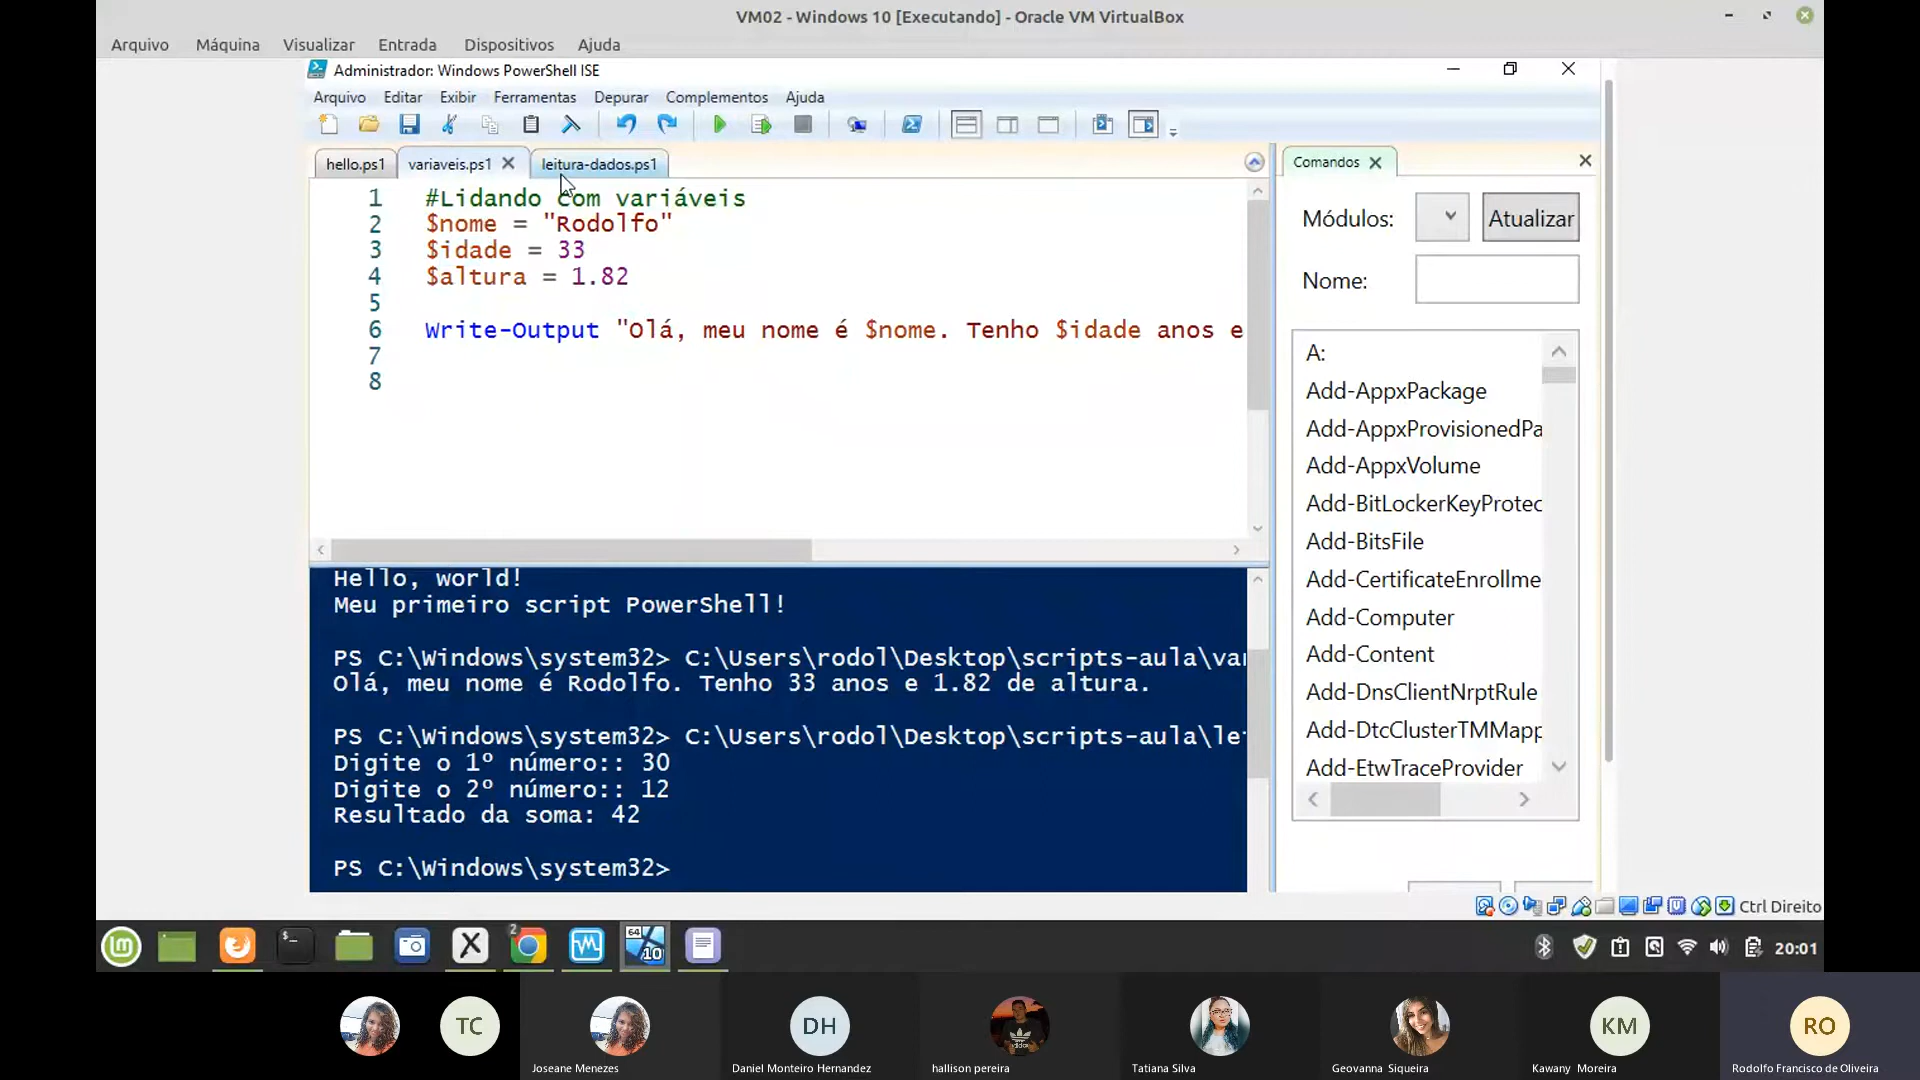 VM02 - Windows 10 [Executando] - Oracle VM VirtualBox
Arquivo Máquina Visualizar Entrada Dispositivos Ajuda
Administrador: Windows PowerShell ISE
Arquivo Editar Exibir Ferramentas Depurar Complementos Ajuda
hello.ps1 variaveis.ps1 leitura-dados.ps1
1 #Lidando com variáveis
2 $nome = "Rodolfo"
3 $idade = 33
4 $altura = 1.82
5
6 Write-Output "Olá, meu nome é $nome. Tenho $idade anos e
7
8
Hello, world!
Meu primeiro script PowerShell!
PS C:\Windows\system32> C:\Users\rodol\Desktop\scripts-aula\va
Olá, meu nome é Rodolfo. Tenho 33 anos e 1.82 de altura.
PS C:\Windows\system32> C:\Users\rodol\Desktop\scripts-aula\le
Digite o 1º número:: 30
Digite o 2º número:: 12
Resultado da soma: 42
PS C:\Windows\system32>
Comandos
Módulos: Atualizar
Nome:
A:
Add-AppxPackage
Add-AppxProvisionedPa
Add-AppxVolume
Add-BitLockerKeyProtec
Add-BitsFile
Add-CertificateEnrollme
Add-Computer
Add-Content
Add-DnsClientNrptRule
Add-DtcClusterTMMapp
Add-EtwTraceProvider
Ctrl Direito
2
64
10
20:01
TC DH KM RO
Joseane Menezes Daniel Monteiro Hernandez hallison pereira Tatiana Silva Geovanna Siqueira Kawany Moreira Rodolfo Francisco de Oliveira